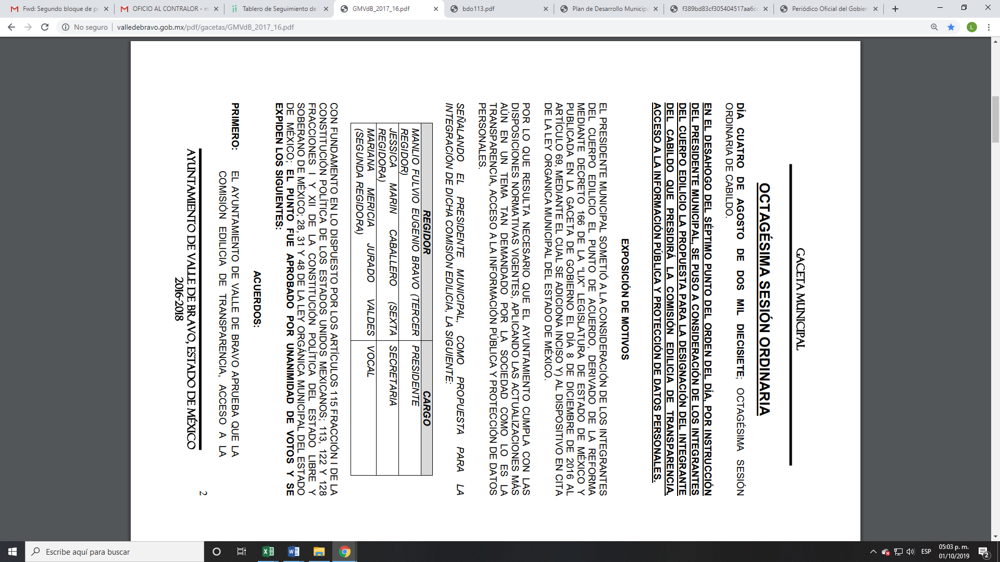 Fwd: Segundo bloque de pr
OFICIO AL CONTRALOR - m
Tablero de Seguimiento de
GMVdB_2017_16.pdf
bdo113.pdf
Plan de Desarrollo Municipa
f389bd83cf305404517aa6c
Periódico Oficial del Gobier
No seguro
valledebravo.gob.mx/pdf/gacetas/GMVdB_2017_16.pdf
L
GACETA MUNICIPAL
OCTAGÉSIMA SESIÓN ORDINARIA
DÍA CUATRO DE AGOSTO DE DOS MIL DIECISIETE; OCTAGÉSIMA SESIÓN
ORDINARIA DE CABILDO.
EN EL DESAHOGO DEL SÉPTIMO PUNTO DEL ORDEN DEL DÍA, POR INSTRUCCIÓN
DEL PRESIDENTE MUNICIPAL, SE PUSO A CONSIDERACIÓN DE LOS INTEGRANTES
DEL CUERPO EDILICIO LA PROPUESTA PARA LA DESIGNACIÓN DEL INTEGRANTE
DEL CABILDO QUE PRESIDIRÁ LA COMISIÓN EDILICIA DE TRANSPARENCIA,
ACCESO A LA INFORMACIÓN PÚBLICA Y PROTECCIÓN DE DATOS PERSONALES.
EXPOSICIÓN DE MOTIVOS
EL PRESIDENTE MUNICIPAL SOMETIÓ A LA CONSIDERACIÓN DE LOS INTEGRANTES
DEL CUERPO EDILICIO EL PUNTO DE ACUERDO, DERIVADO DE LA REFORMA
MEDIANTE DECRETO 166 DE LA "LIX" LEGISLATURA DE ESTADO DE MÉXICO Y
PUBLICADA EN LA GACETA DE GOBIERNO EL DÍA 8 DE DICIEMBRE DE 2016 AL
ARTÍCULO 69, MEDIANTE EL CUAL SE ADICIONA INCISO Y) AL DISPOSITIVO EN CITA
DE LA LEY ORGANICA MUNICIPAL DEL ESTADO DE MÉXICO.
POR LO QUE RESULTA NECESARIO QUE EL AYUNTAMIENTO CUMPLA CON LAS
DISPOSICIONES NORMATIVAS VIGENTES, APLICANDO LAS ACTUALIZACIONES MÁS
AÚN EN UN TEMA TAN DEMANDADO POR LA SOCIEDAD COMO LO ES LA
TRANSPARENCIA, ACCESO A LA INFORMACIÓN PÚBLICA Y PROTECCIÓN DE DATOS
PERSONALES.
SEÑALANDO EL PRESIDENTE MUNICIPAL, COMO PROPUESTA PARA LA
INTEGRACIÓN DE DICHA COMISIÓN EDILICIA, LA SIGUIENTE:
REGIDOR CARGO
MANLIO FULVIO EUGENIO BRAVO (TERCER PRESIDENTE
REGIDOR)
JESSICA MARIN CABALLERO (SEXTA SECRETARIA
REGIDORA)
MARIANA MERICIA JURADO VALDES VOCAL
(SEGUNDA REGIDORA)
CON FUNDAMENTO EN LO DISPUESTO POR LOS ARTÍCULOS 115 FRACCIÓN I DE LA
CONSTITUCIÓN POLÍTICA DE LOS ESTADOS UNIDOS MEXICANOS; 113, 122 Y 128
FRACCIONES I Y XII DE LA CONSTITUCIÓN POLÍTICA DEL ESTADO LIBRE Y
SOBERANO DE MÉXICO; 28, 31 Y 48 DE LA LEY ORGÁNICA MUNICIPAL DEL ESTADO
DE MÉXICO; EL PUNTO FUE APROBADO POR UNANIMIDAD DE VOTOS Y SE
EXPIDEN LOS SIGUIENTES:
ACUERDOS:
PRIMERO: EL AYUNTAMIENTO DE VALLE DE BRAVO APRUEBA QUE LA
COMISIÓN EDILICIA DE TRANSPARENCIA, ACCESO A LA
2
AYUNTAMIENTO DE VALLE DE BRAVO, ESTADO DE MÉXICO
2016-2018
Escribe aquí para buscar
ESP
05:03 p. m.
01/10/2019
2